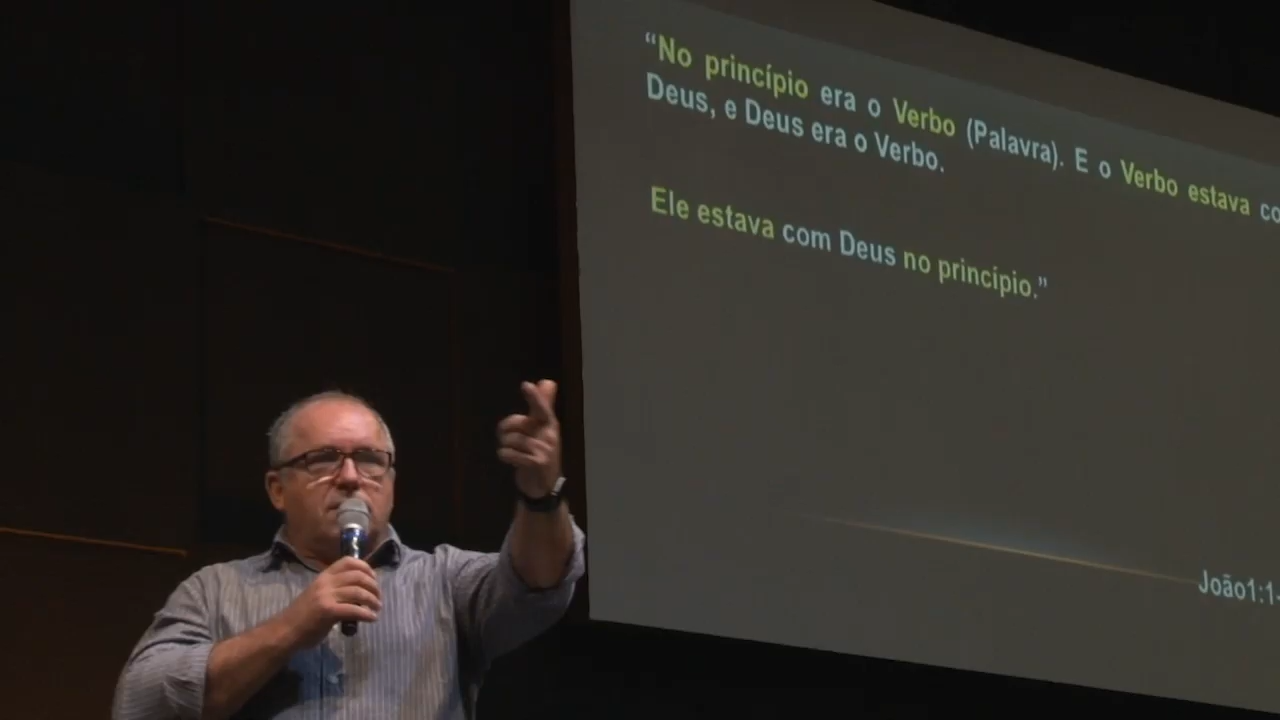 “No princípio era o Verbo (Palavra). E o Verbo estava co
Deus, e Deus era o Verbo.
Ele estava com Deus no princípio.”
João1:1-